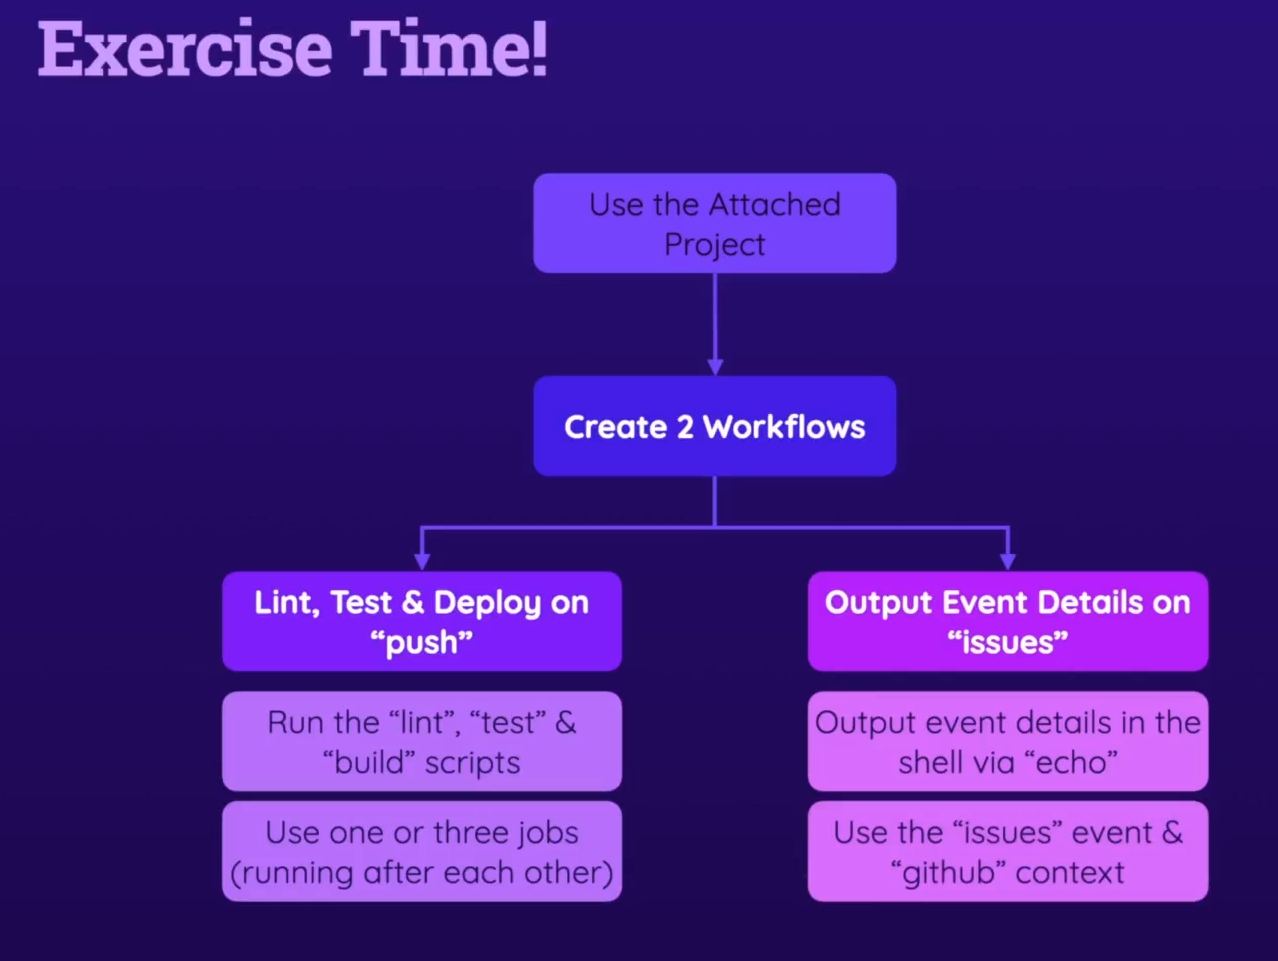 Exercise Time!
Use the Attached
Project
Create 2 Workflows
Lint, Test & Deploy on
“push”
Run the “lint”, “test” &
“build” scripts
Use one or three jobs
(running after each other)
Output Event Details on
“issues”
Output event details in the
shell via “echo”
Use the “issues” event &
“github” context